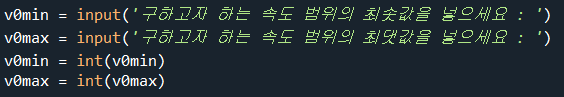 v0min = input('구하고자 하는 속도 범위의 최솟값을 넣으세요 : ')
v0max = input('구하고자 하는 속도 범위의 최댓값을 넣으세요 : ')
v0min = int(v0min)
v0max = int(v0max)